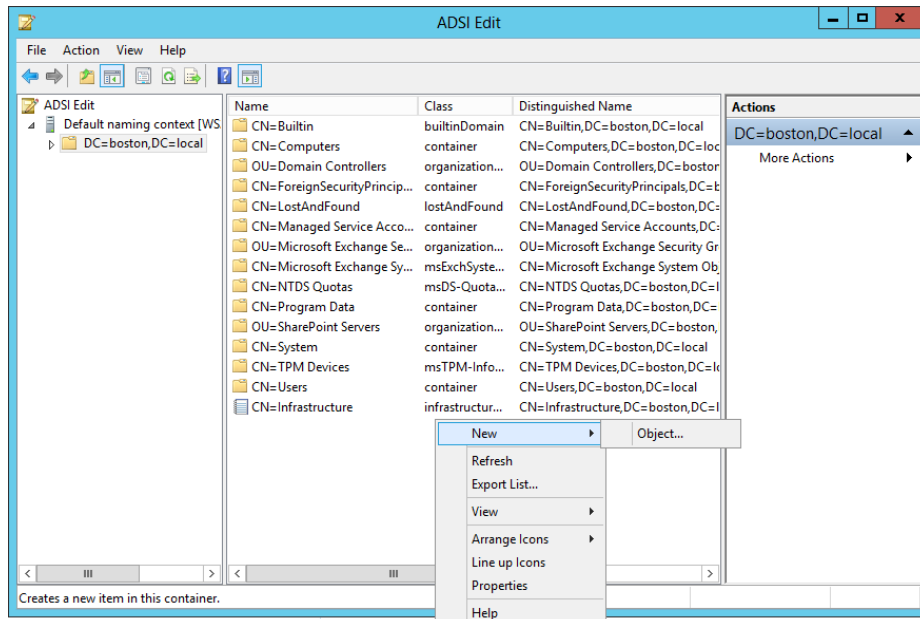 ADSI Edit
File Action View Help
ADSI Edit
Default naming context [WS
DC=boston,DC=local
Name Class Distinguished Name
CN=Builtin builtinDomain CN=Builtin,DC=boston,DC=local
CN=Computers container CN=Computers,DC=boston,DC=loc
OU=Domain Controllers organization... OU=Domain Controllers,DC=boston
CN=ForeignSecurityPrincip... container CN=ForeignSecurityPrincipals,DC=b
CN=LostAndFound lostAndFound CN=LostAndFound,DC=boston,DC=
CN=Managed Service Acco... container CN=Managed Service Accounts,DC=
OU=Microsoft Exchange Se... organization... OU=Microsoft Exchange Security Gr
CN=Microsoft Exchange Sy... msExchSyste... CN=Microsoft Exchange System Obj
CN=NTDS Quotas msDS-Quota... CN=NTDS Quotas,DC=boston,DC=l
CN=Program Data container CN=Program Data,DC=boston,DC=
OU=SharePoint Servers organization... OU=SharePoint Servers,DC=boston,
CN=System container CN=System,DC=boston,DC=local
CN=TPM Devices msTPM-Info... CN=TPM Devices,DC=boston,DC=lo
CN=Users container CN=Users,DC=boston,DC=local
CN=Infrastructure infrastructur... CN=Infrastructure,DC=boston,DC=l
New
Object...
Refresh
Export List...
View
Arrange Icons
Line up Icons
Properties
Help
Actions
DC=boston,DC=local
More Actions
Creates a new item in this container.